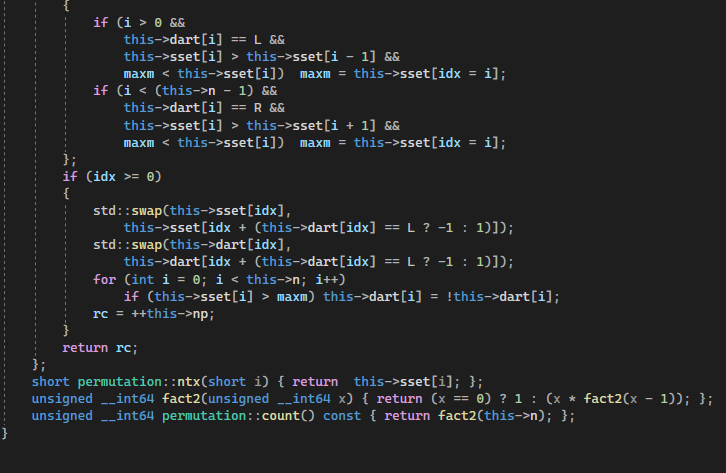 {
if (i > 0 &&
this->dart[i] == L &&
this->sset[i] > this->sset[i - 1] &&
maxm < this->sset[i])  maxm = this->sset[idx = i];
if (i < (this->n - 1) &&
this->dart[i] == R &&
this->sset[i] > this->sset[i + 1] &&
maxm < this->sset[i])  maxm = this->sset[idx = i];
};
if (idx >= 0)
{
std::swap(this->sset[idx],
this->sset[idx + (this->dart[idx] == L ? -1 : 1)]);
std::swap(this->dart[idx],
this->dart[idx + (this->dart[idx] == L ? -1 : 1)]);
for (int i = 0; i < this->n; i++)
if (this->sset[i] > maxm) this->dart[i] = !this->dart[i];
rc = ++this->np;
}
return rc;
};
short permutation::ntx(short i) { return  this->sset[i]; };
unsigned __int64 fact2(unsigned __int64 x) { return (x == 0) ? 1 : (x * fact2(x - 1)); };
unsigned __int64 permutation::count() const { return fact2(this->n); };
}